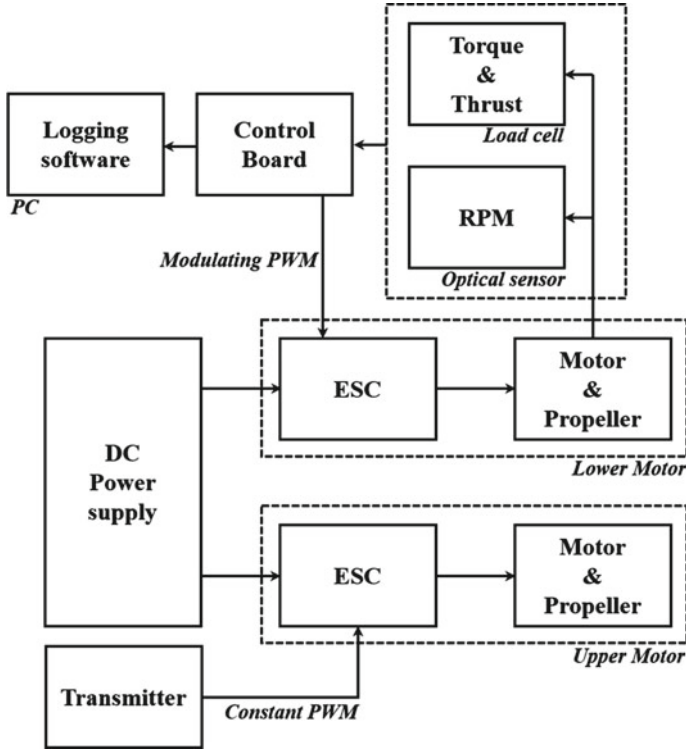 Torque
&
Thrust
Load cell
Logging
software
PC
Control
Board
RPM
Optical sensor
Modulating PWM
DC
Power
supply
ESC
Motor
&
Propeller
Lower Motor
ESC
Motor
&
Propeller
Upper Motor
Transmitter
Constant PWM